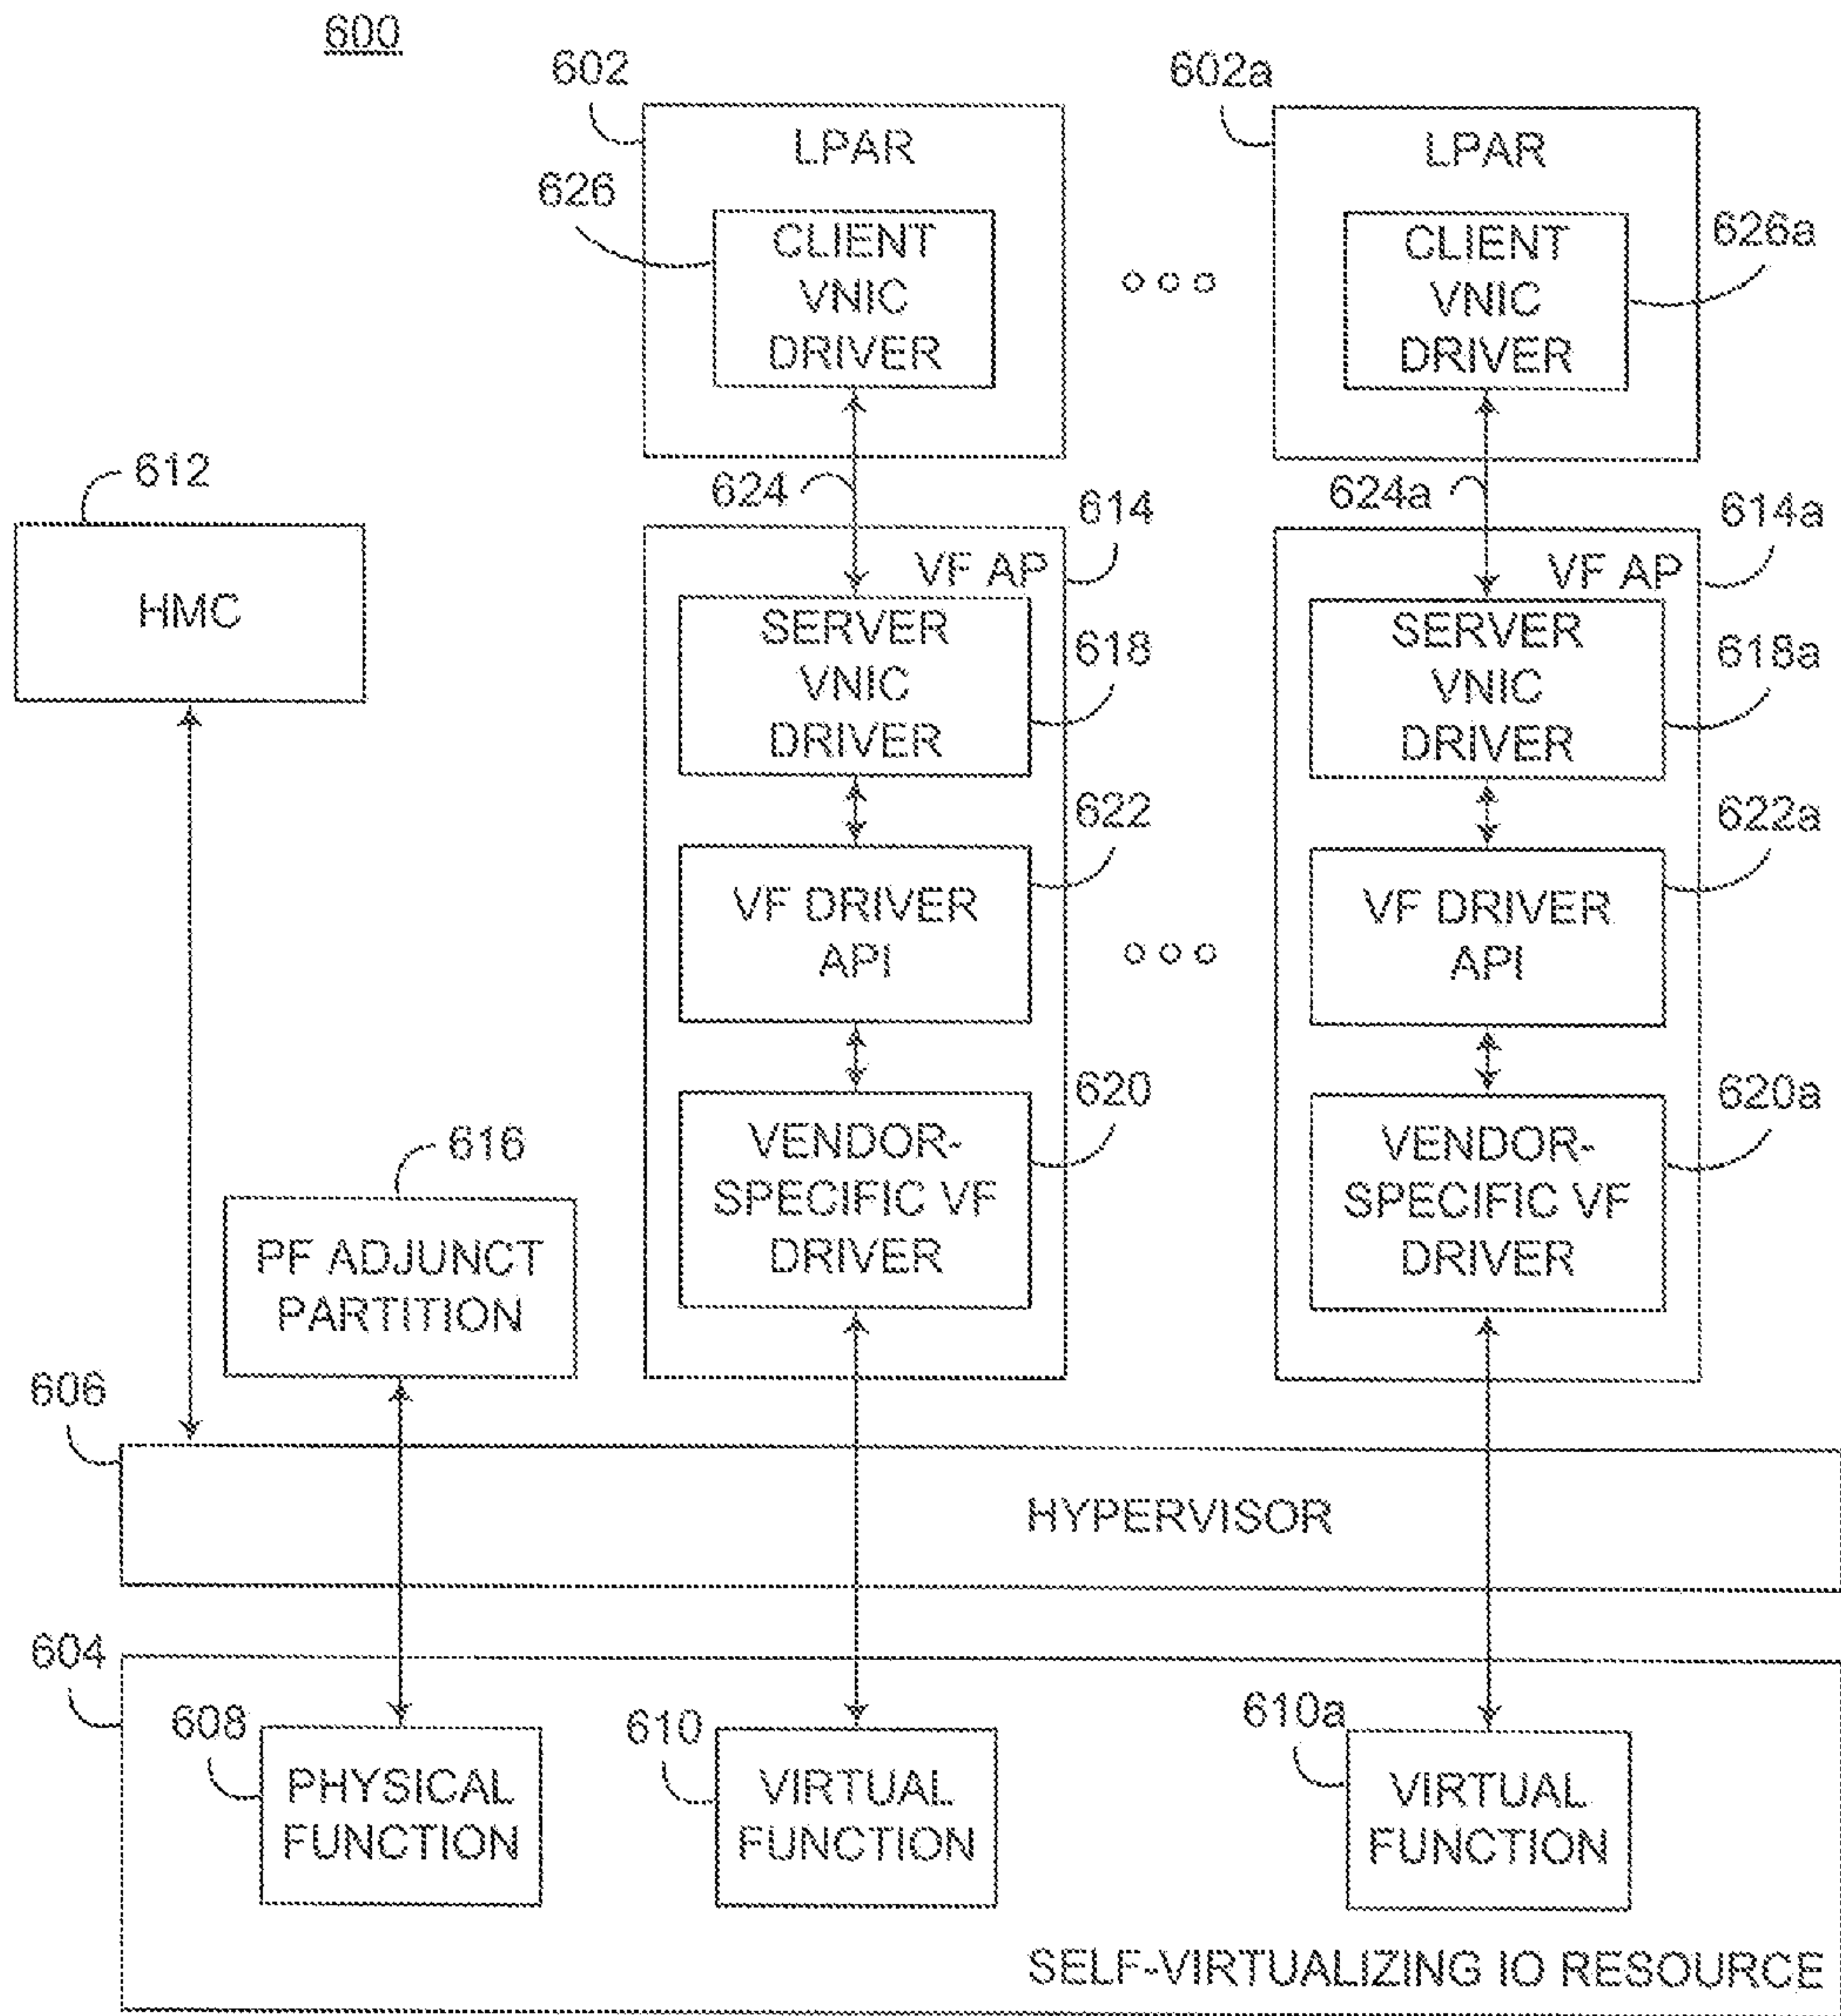 600
602
602a
LPAR
LPAR
626
626a
CLIENT
VNIC
DRIVER
CLIENT
VNIC
DRIVER
612
624
624a
614
614a
HMC
VF AP
VF AP
SERVER
VNIC
DRIVER
618
SERVER
VNIC
DRIVER
618a
622
622a
VF DRIVER
API
VF DRIVER
API
620
620a
VENDOR-
SPECIFIC VF
DRIVER
VENDOR-
SPECIFIC VF
DRIVER
616
PF ADJUNCT
PARTITION
606
HYPERVISOR
604
608
610
610a
PHYSICAL
FUNCTION
VIRTUAL
FUNCTION
VIRTUAL
FUNCTION
SELF-VIRTUALIZING IO RESOURCE